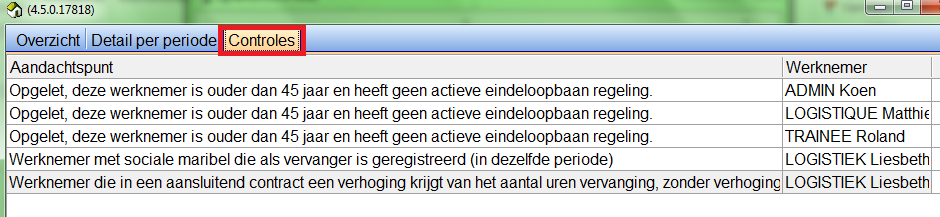 (4.5.0.17818)
Overzicht Detail per periode Controles
Aandachtspunt Werknemer
Opgelet, deze werknemer is ouder dan 45 jaar en heeft geen actieve eindeloopbaan regeling. ADMIN Koen
Opgelet, deze werknemer is ouder dan 45 jaar en heeft geen actieve eindeloopbaan regeling. LOGISTIQUE Matthie
Opgelet, deze werknemer is ouder dan 45 jaar en heeft geen actieve eindeloopbaan regeling. TRAINEE Roland
Werknemer met sociale maribel die als vervanger is geregistreerd (in dezelfde periode) LOGISTIEK Liesbeth
Werknemer die in een aansluitend contract een verhoging krijgt van het aantal uren vervanging, zonder verhoging LOGISTIEK Liesbeth